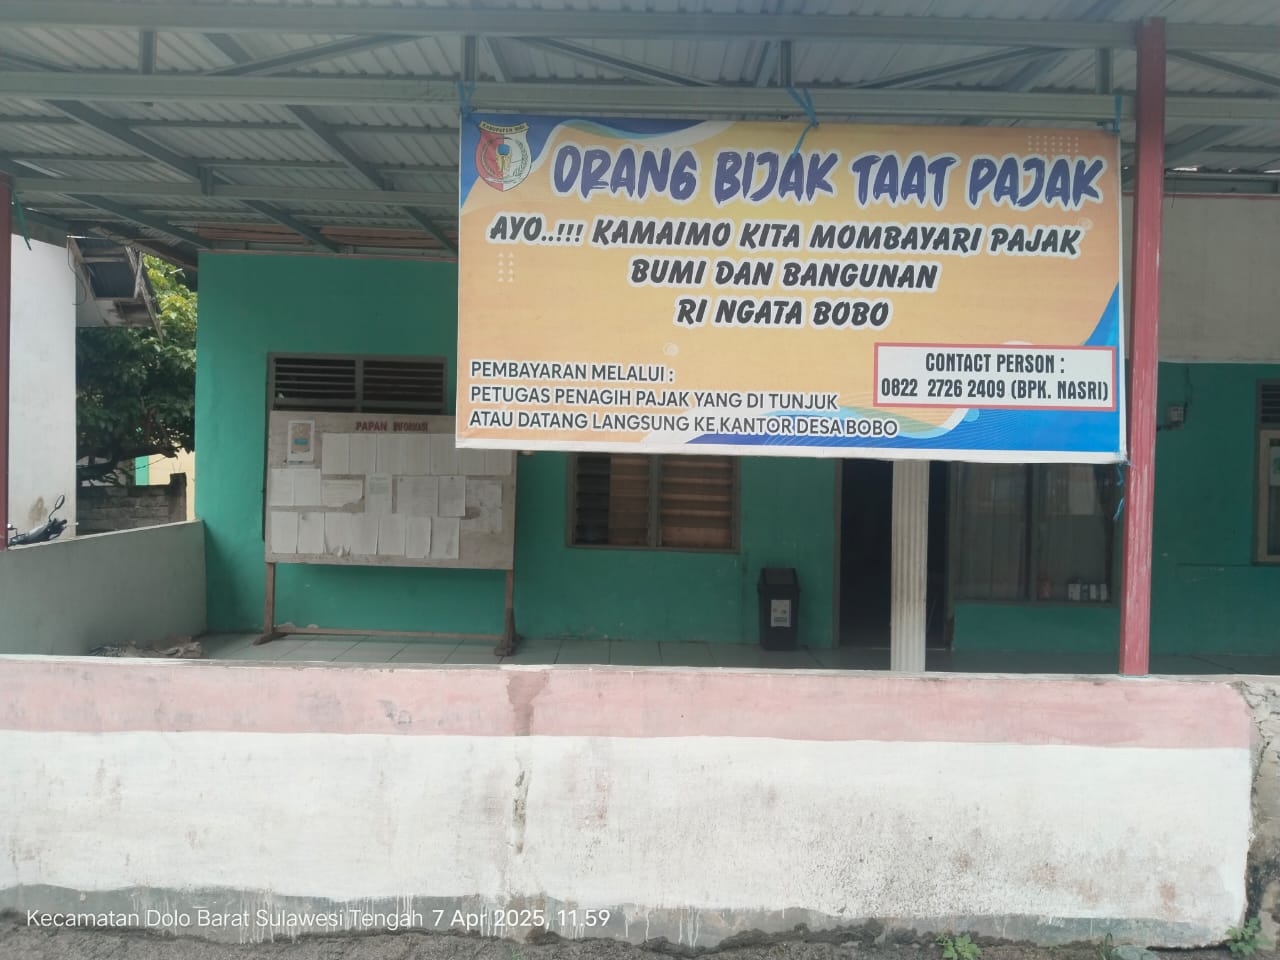 KABUPATEN SIGI
ORANG BIJAK TAAT PAJAK
AYO..!!! KAMAIMO KITA MOMBAYARI PAJAK
BUMI DAN BANGUNAN
RI NGATA BOBO
PEMBAYARAN MELALUI :
PETUGAS PENAGIH PAJAK YANG DI TUNJUK
ATAU DATANG LANGSUNG KE KANTOR DESA BOBO
CONTACT PERSON :
0822 2726 2409 (BPK. NASRI)
PAPAN INFORMASI
Kecamatan Dolo Barat Sulawesi Tengah 7 Apr 2025, 11.59